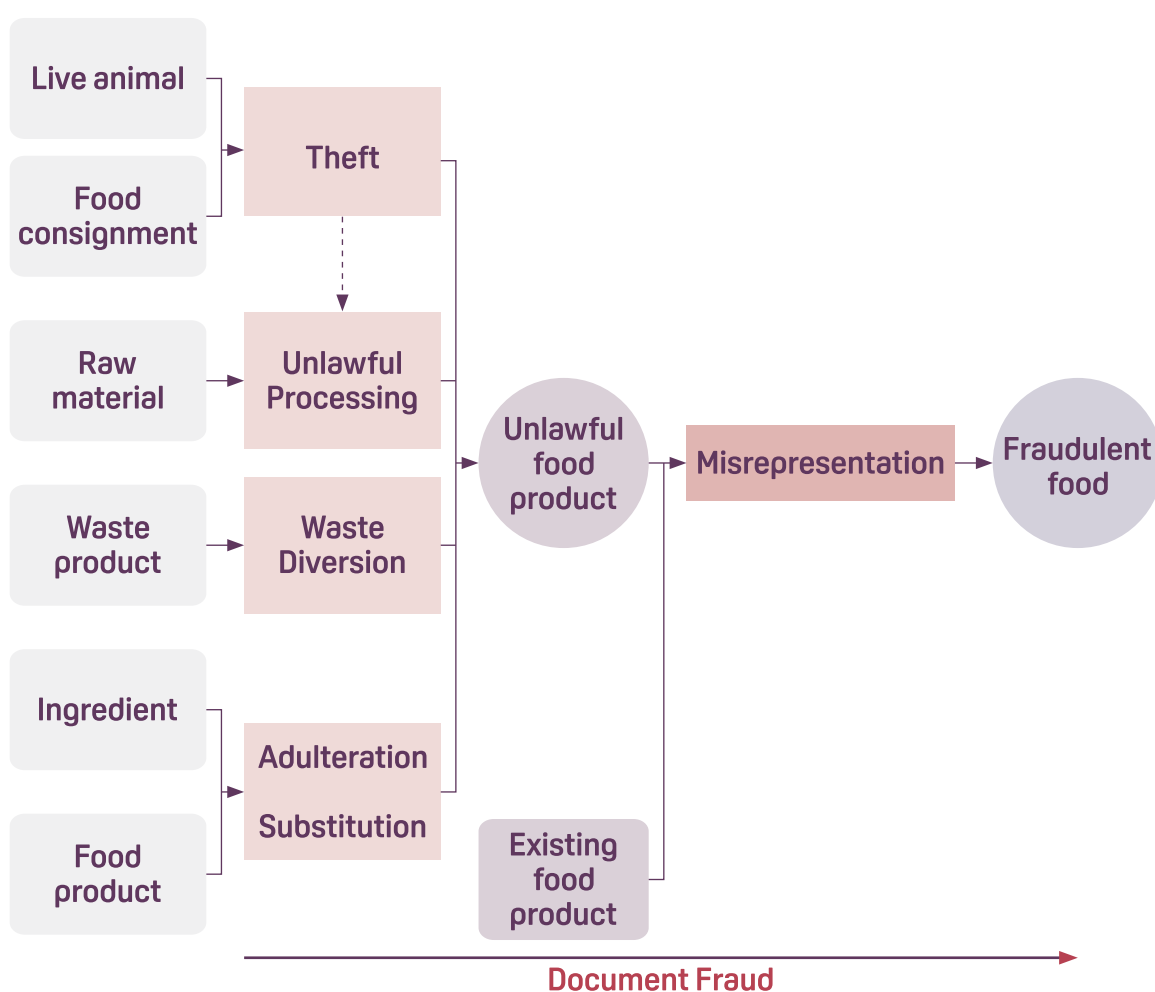 Live animal
Food
consignment
Theft
Raw
material
Unlawful
Processing
Waste
product
Waste
Diversion
Ingredient
Food
product
Adulteration
Substitution
Unlawful
food
product
Existing
food
product
Misrepresentation
Fraudulent
food
Document Fraud